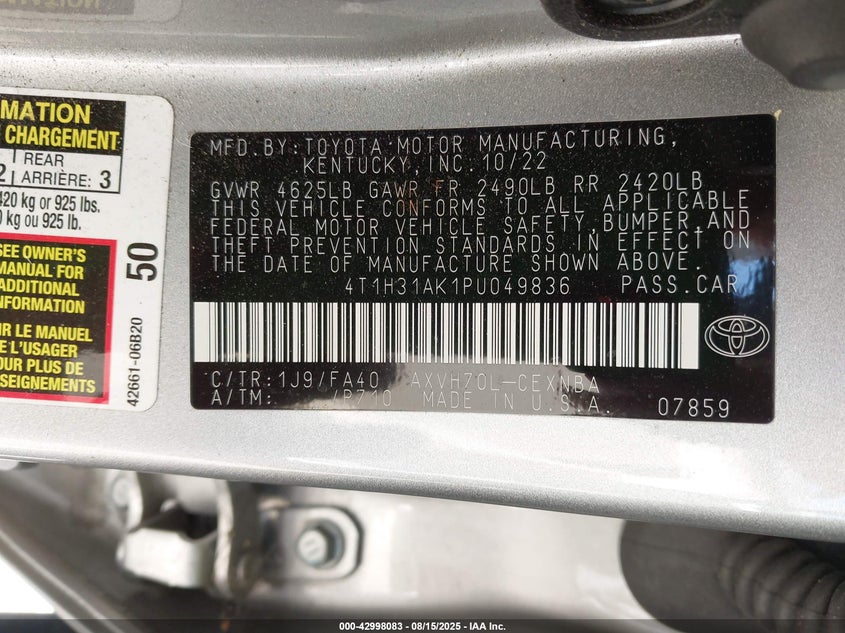 MATION
CHARGEMENT
2 REAR
ARRIÈRE: 3
420 kg or 925 lbs.
kg ou 925 lb.
SEE OWNER'S
MANUAL FOR
ADDITIONAL
INFORMATION
R LE MANUEL
L'USAGER
POUR PLUS DE
NSEIGNEMENTS
50
42661-06B20
MFD.BY:TOYOTA MOTOR MANUFACTURING,
KENTUCKY,INC.10/22
GVWR 4625LB GAWR FR 2490LB RR 2420LB
THIS VEHICLE CONFORMS TO ALL APPLICABLE
FEDERAL MOTOR VEHICLE SAFETY,BUMPER,AND
THEFT PREVENTION STANDARDS IN EFFECT ON
THE DATE OF MANUFACTURE SHOWN ABOVE.
4T1H31AK1PU049836 PASS.CAR
C/TR:1J9/FA40 AXVH70L-CEXNBA
A/TM: /P710 MADE IN U.S.A. 07859
000-42998083 - 08/15/2025 - IAA Inc.